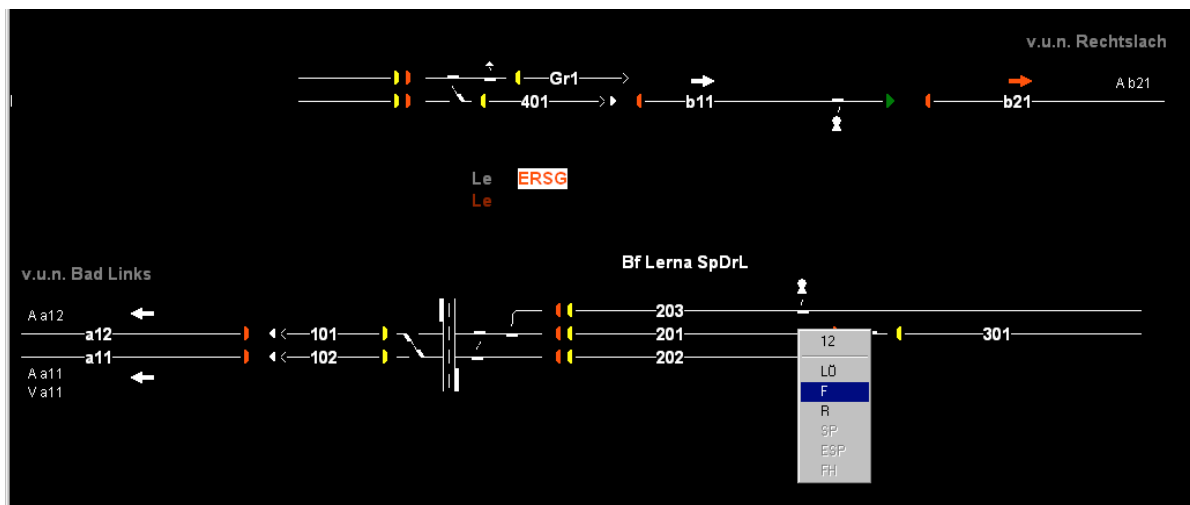 v.u.n. Rechtslach
Gr1
A b21
401
b11
b21
Le ERSG
Le
Bf Lerna SpDrL
v.u.n. Bad Links
A a12
203
a12
101
201
12
301
a11
102
202
A a11
V a11
LÖ
F
R
SP
ESP
FH